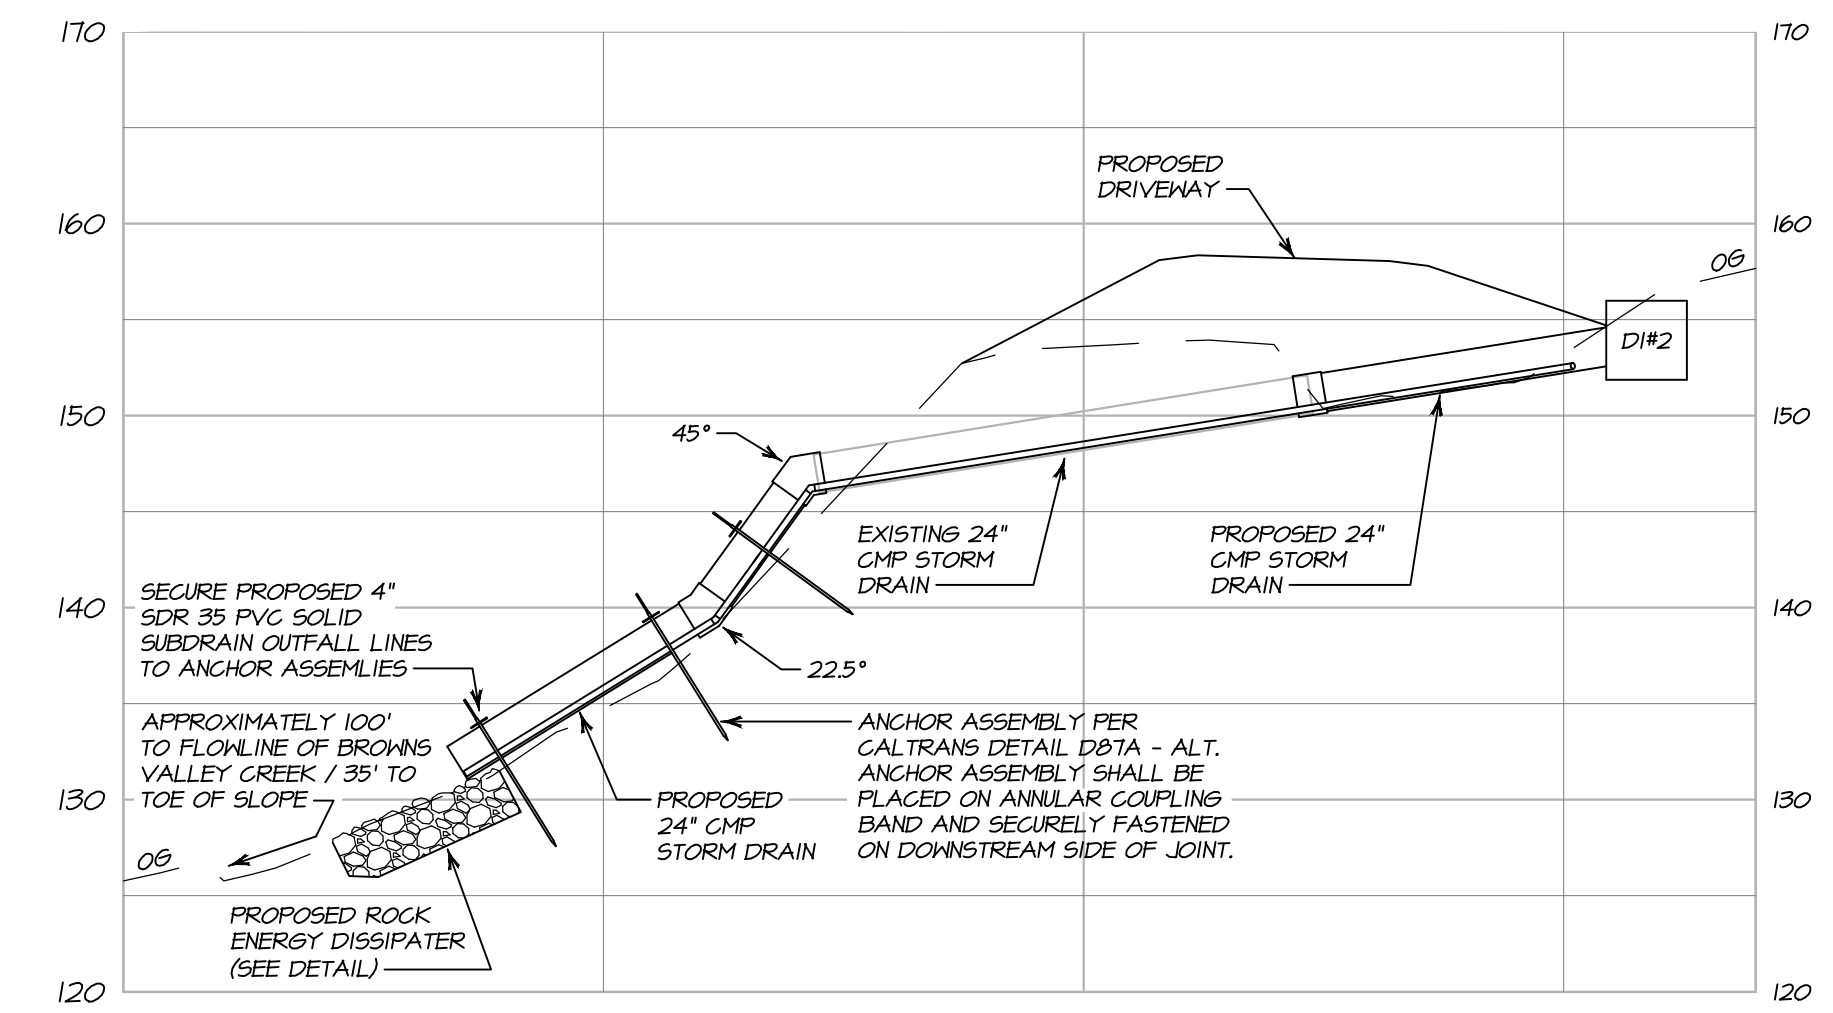 170
170
PROPOSED
DRIVEWAY
160
160
OG
DI#2
150
150
45°
EXISTING 24"
CMP STORM
DRAIN
PROPOSED 24"
CMP STORM
DRAIN
SECURE PROPOSED 4"
SDR 35 PVC SOLID
SUBDRAIN OUTFALL LINES
TO ANCHOR ASSEMLIES
140
140
22.5°
APPROXIMATELY 100'
TO FLOWLINE OF BROWNS
VALLEY CREEK / 35' TO
TOE OF SLOPE
ANCHOR ASSEMBLY PER
CALTRANS DETAIL D87A - ALT.
ANCHOR ASSEMBLY SHALL BE
PLACED ON ANNULAR COUPLING
BAND AND SECURELY FASTENED
ON DOWNSTREAM SIDE OF JOINT.
130
130
PROPOSED
24" CMP
STORM DRAIN
OG
PROPOSED ROCK
ENERGY DISSIPATER
(SEE DETAIL)
120
120